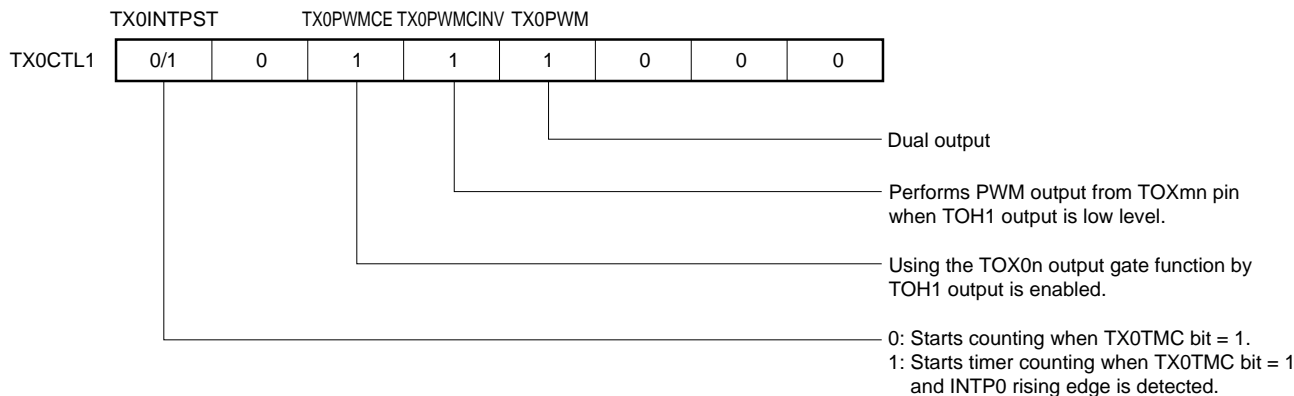 TX0INTPST TX0PWMCE TX0PWMCINV TX0PWM
TX0CTL1 0/1 0 1 1 1 0 0 0
Dual output
Performs PWM output from TOXmn pin
when TOH1 output is low level.
Using the TOX0n output gate function by
TOH1 output is enabled.
0: Starts counting when TX0TMC bit = 1.
1: Starts timer counting when TX0TMC bit = 1
and INTP0 rising edge is detected.